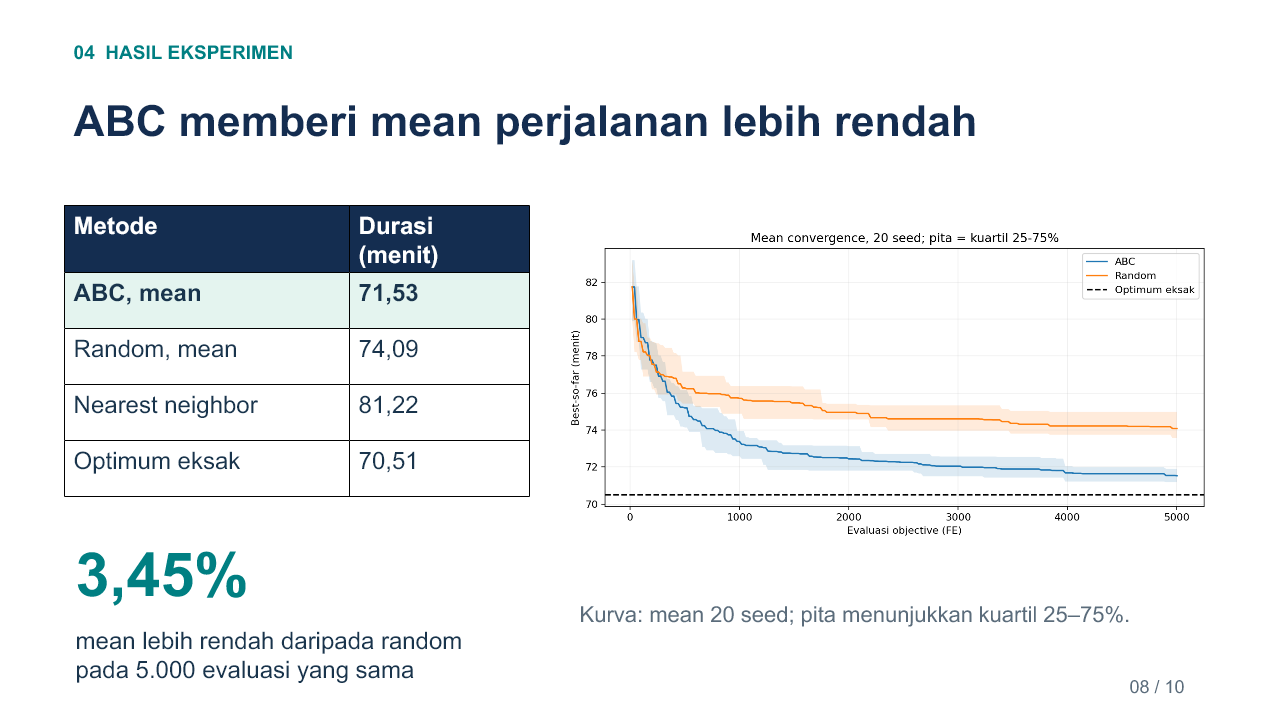 04 HASIL EKSPERIMEN
ABC memberi mean perjalanan lebih rendah
Metode
Durasi
(menit)
ABC, mean
71,53
Random, mean
74,09
Nearest neighbor
81,22
Optimum eksak
70,51
3,45%
mean lebih rendah daripada random
pada 5.000 evaluasi yang sama
Mean convergence, 20 seed; pita = kuartil 25-75%
ABC
Random
Optimum eksak
Best-so-far (menit)
82
80
78
76
74
72
70
0
1000
2000
3000
4000
5000
Evaluasi objective (FE)
Kurva: mean 20 seed; pita menunjukkan kuartil 25–75%.
08 / 10